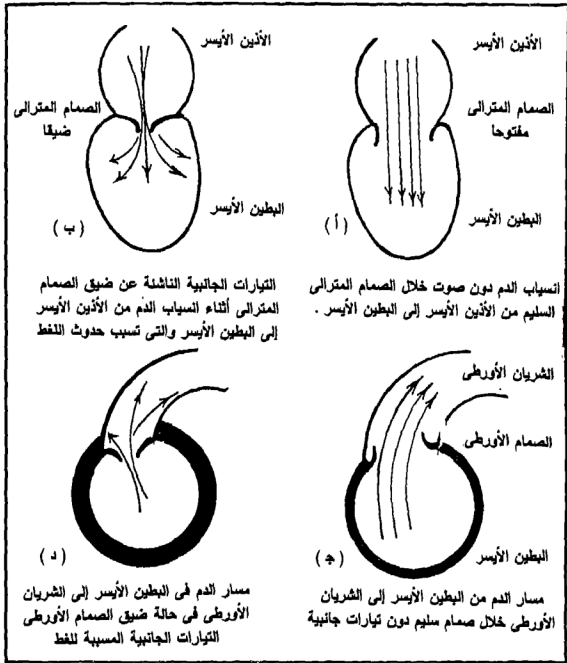 الأذين الأيسر
الصمام المترالى
مفتوحا
البطين الأيسر
( أ )
انسياب الدم دون صوت خلال الصمام المترالى
السليم من الأذين الأيسر إلى البطين الأيسر .
الأذين الأيسر
الصمام المترالى
ضيقا
البطين الأيسر
( ب )
التيارات الجانبية الناشئة عن ضيق الصمام
المترالى أثناء انسياب الدم من الأذين الأيسر
إلى البطين الأيسر والتى تسبب حدوث اللغط
الشريان الأورطى
الصمام الأورطى
البطين الأيسر
( جـ )
مسار الدم من البطين الأيسر إلى الشريان
الأورطى خلال صمام سليم دون تيارات جانبية
( د )
مسار الدم فى البطين الأيسر إلى الشريان
الأورطى فى حالة ضيق الصمام الأورطى
التيارات الجانبية المسببة للغط